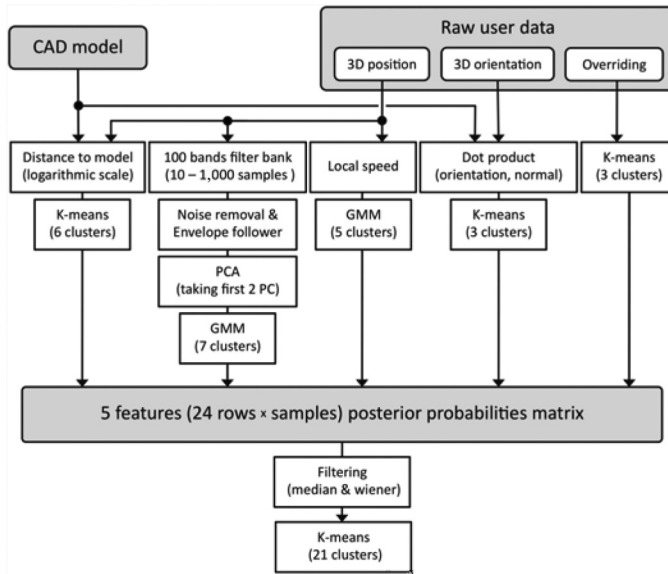 CAD model
Raw user data
3D position
3D orientation
Overriding
Distance to model
(logarithmic scale)
100 bands filter bank
(10 – 1,000 samples )
Local speed
Dot product
(orientation, normal)
K-means
(3 clusters)
K-means
(6 clusters)
Noise removal &
Envelope follower
GMM
(5 clusters)
K-means
(3 clusters)
PCA
(taking first 2 PC)
GMM
(7 clusters)
5 features (24 rows × samples) posterior probabilities matrix
Filtering
(median & wiener)
K-means
(21 clusters)